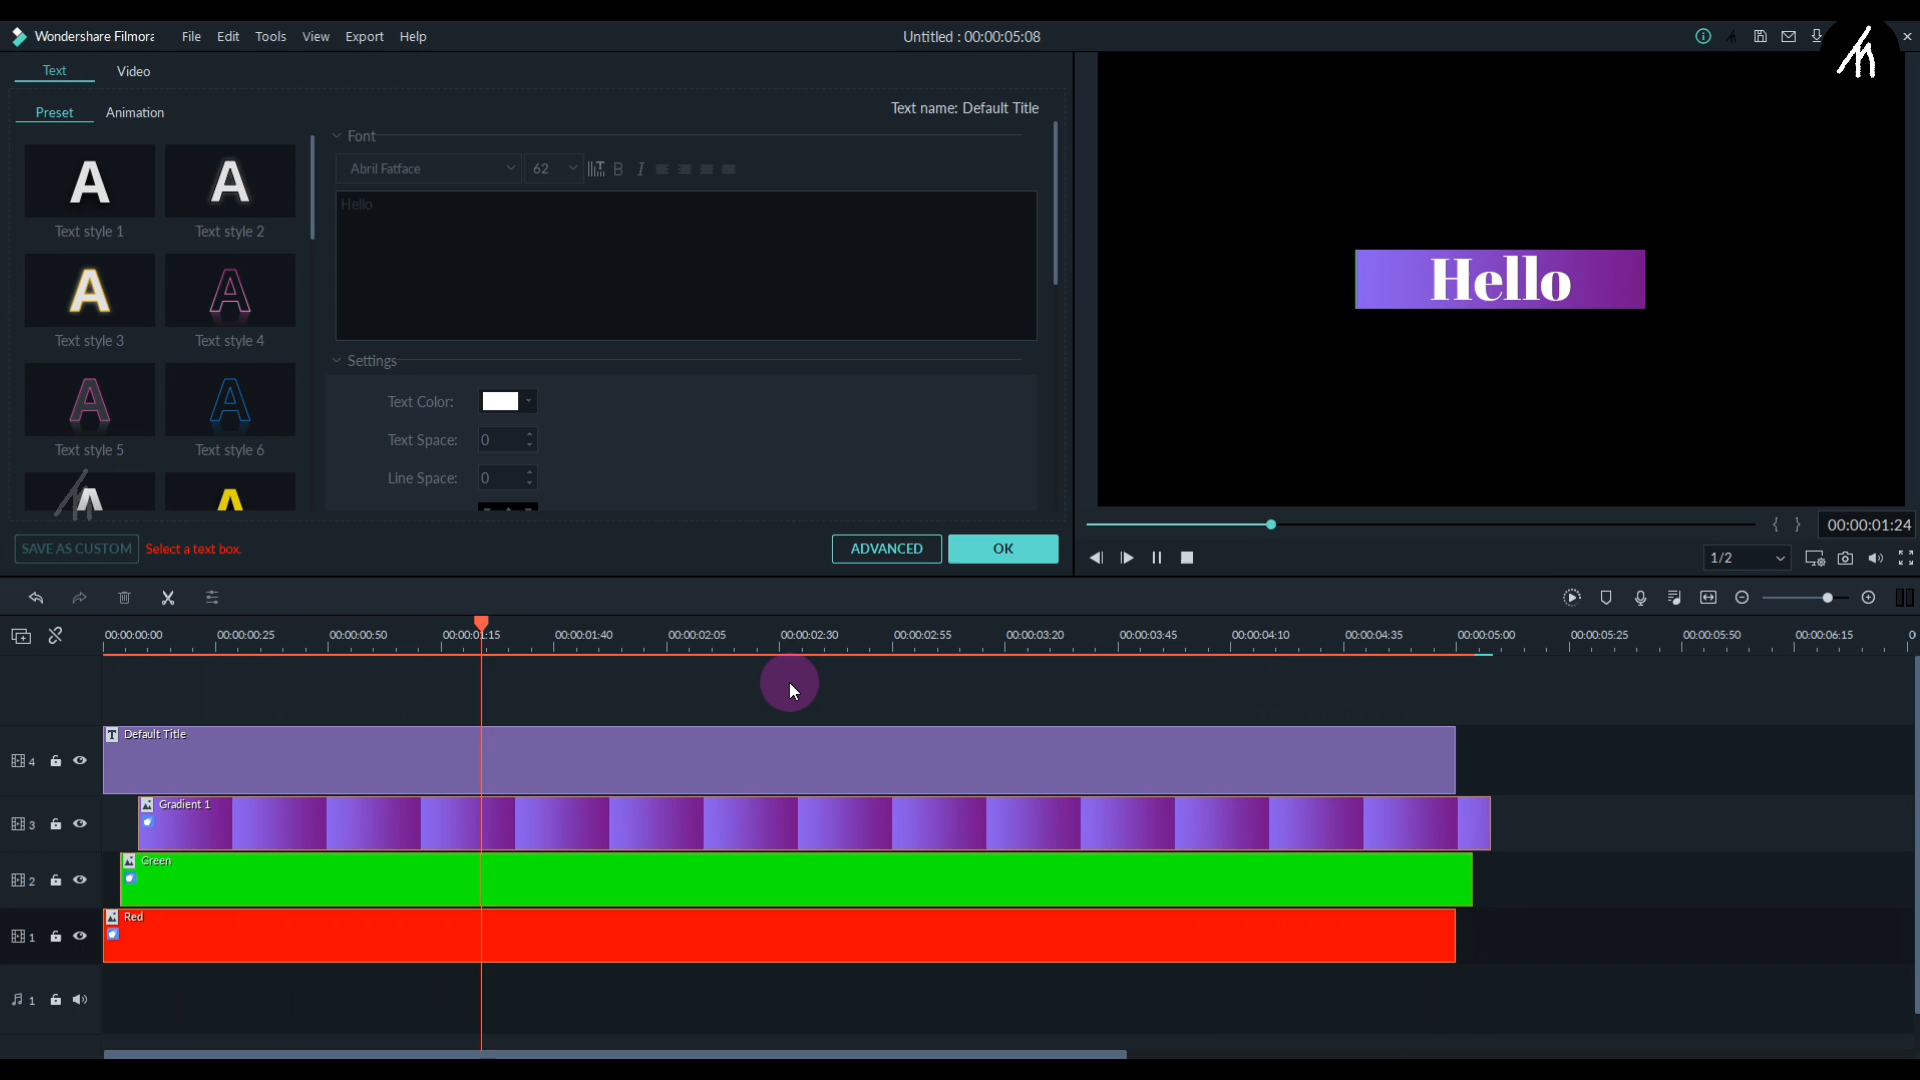 Wondershare Filmora
File Edit Tools View Export Help
Untitled : 00:00:05:08
Text Video
Preset Animation
Text name: Default Title
Font
Abril Fatface 62 B I
Hello
Text style 1
Text style 2
Text style 3
Text style 4
Text style 5
Text style 6
Settings
Text Color:
Text Space: 0
Line Space: 0
SAVE AS CUSTOM Select a text box. ADVANCED OK
Hello
00:00:01:24
1/2
00:00:00:00 00:00:00:25 00:00:00:50 00:00:01:15 00:00:01:40 00:00:02:05 00:00:02:30 00:00:02:55 00:00:03:20 00:00:03:45 00:00:04:10 00:00:04:35 00:00:05:00 00:00:05:25 00:00:05:50 00:00:06:15
4 T Default Title
3 Gradient 1
2 Green
1 Red
1